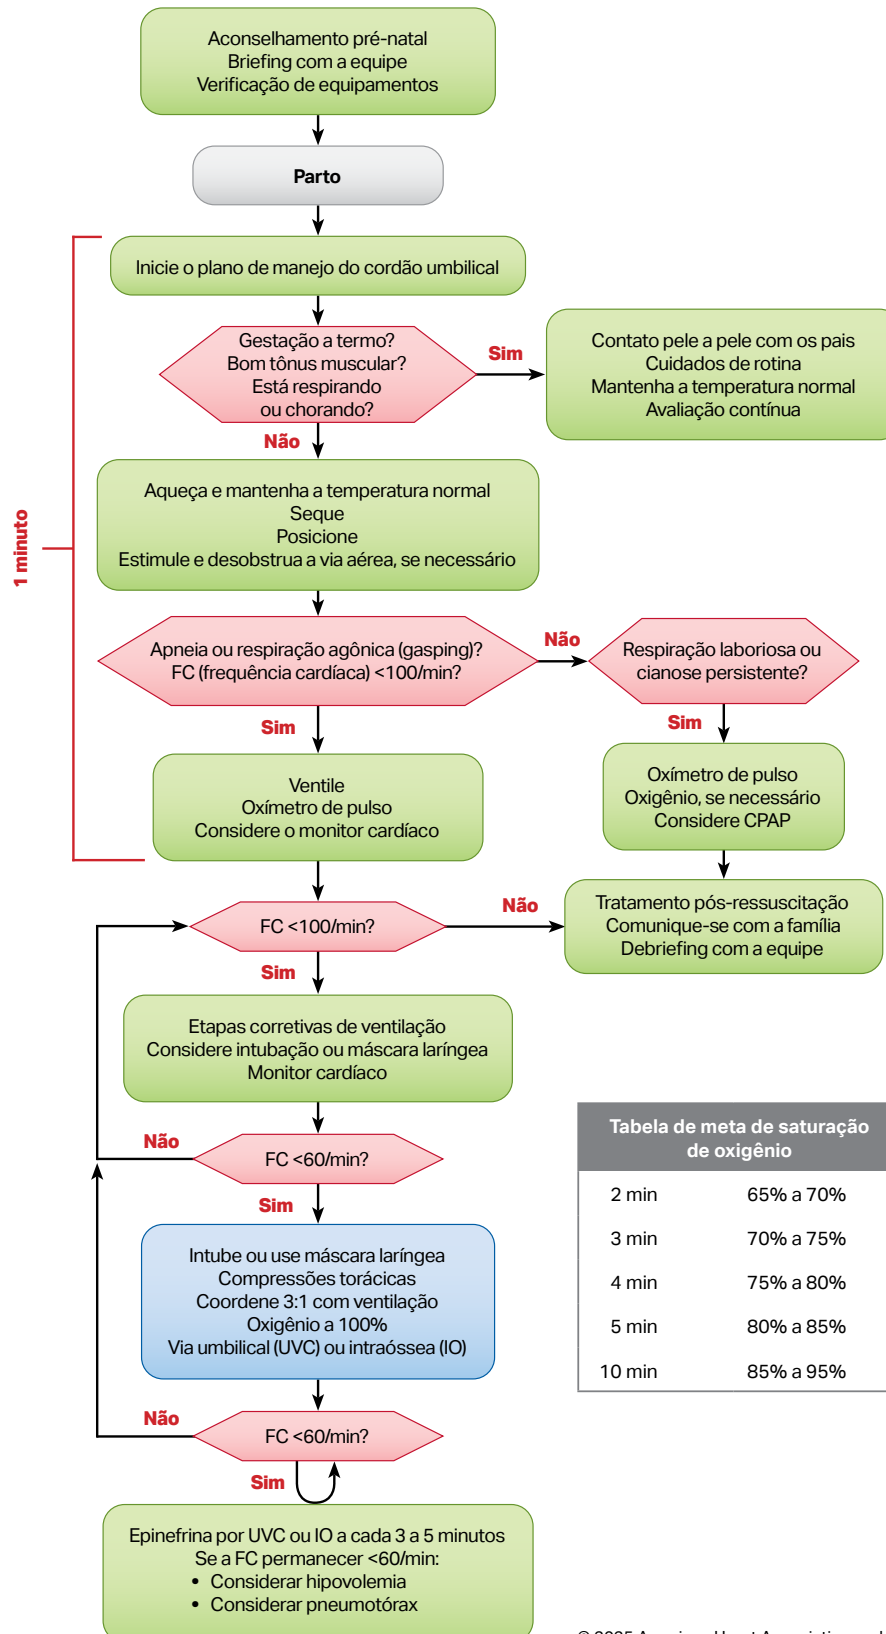 Aconselhamento pré-natal
Briefing com a equipe
Verificação de equipamentos
Parto
1 minuto
Inicie o plano de manejo do cordão umbilical
Gestação a termo?
Bom tônus muscular?
Está respirando
ou chorando?
Sim
Contato pele a pele com os pais
Cuidados de rotina
Mantenha a temperatura normal
Avaliação contínua
Não
Aqueça e mantenha a temperatura normal
Seque
Posicione
Estimule e desobstrua a via aérea, se necessário
Apneia ou respiração agônica (gasping)?
FC (frequência cardíaca) <100/min?
Não
Respiração laboriosa ou
cianose persistente?
Sim
Sim
Ventile
Oxímetro de pulso
Considere o monitor cardíaco
Oxímetro de pulso
Oxigênio, se necessário
Considere CPAP
FC <100/min?
Não
Tratamento pós-ressuscitação
Comunique-se com a família
Debriefing com a equipe
Sim
Etapas corretivas de ventilação
Considere intubação ou máscara laríngea
Monitor cardíaco
Não
FC <60/min?
Sim
Intube ou use máscara laríngea
Compressões torácicas
Coordene 3:1 com ventilação
Oxigênio a 100%
Via umbilical (UVC) ou intraóssea (IO)
Não
FC <60/min?
Sim
Epinefrina por UVC ou IO a cada 3 a 5 minutos
Se a FC permanecer <60/min:
• Considerar hipovolemia
• Considerar pneumotórax
Tabela de meta de saturação
de oxigênio
2 min 65% a 70%
3 min 70% a 75%
4 min 75% a 80%
5 min 80% a 85%
10 min 85% a 95%